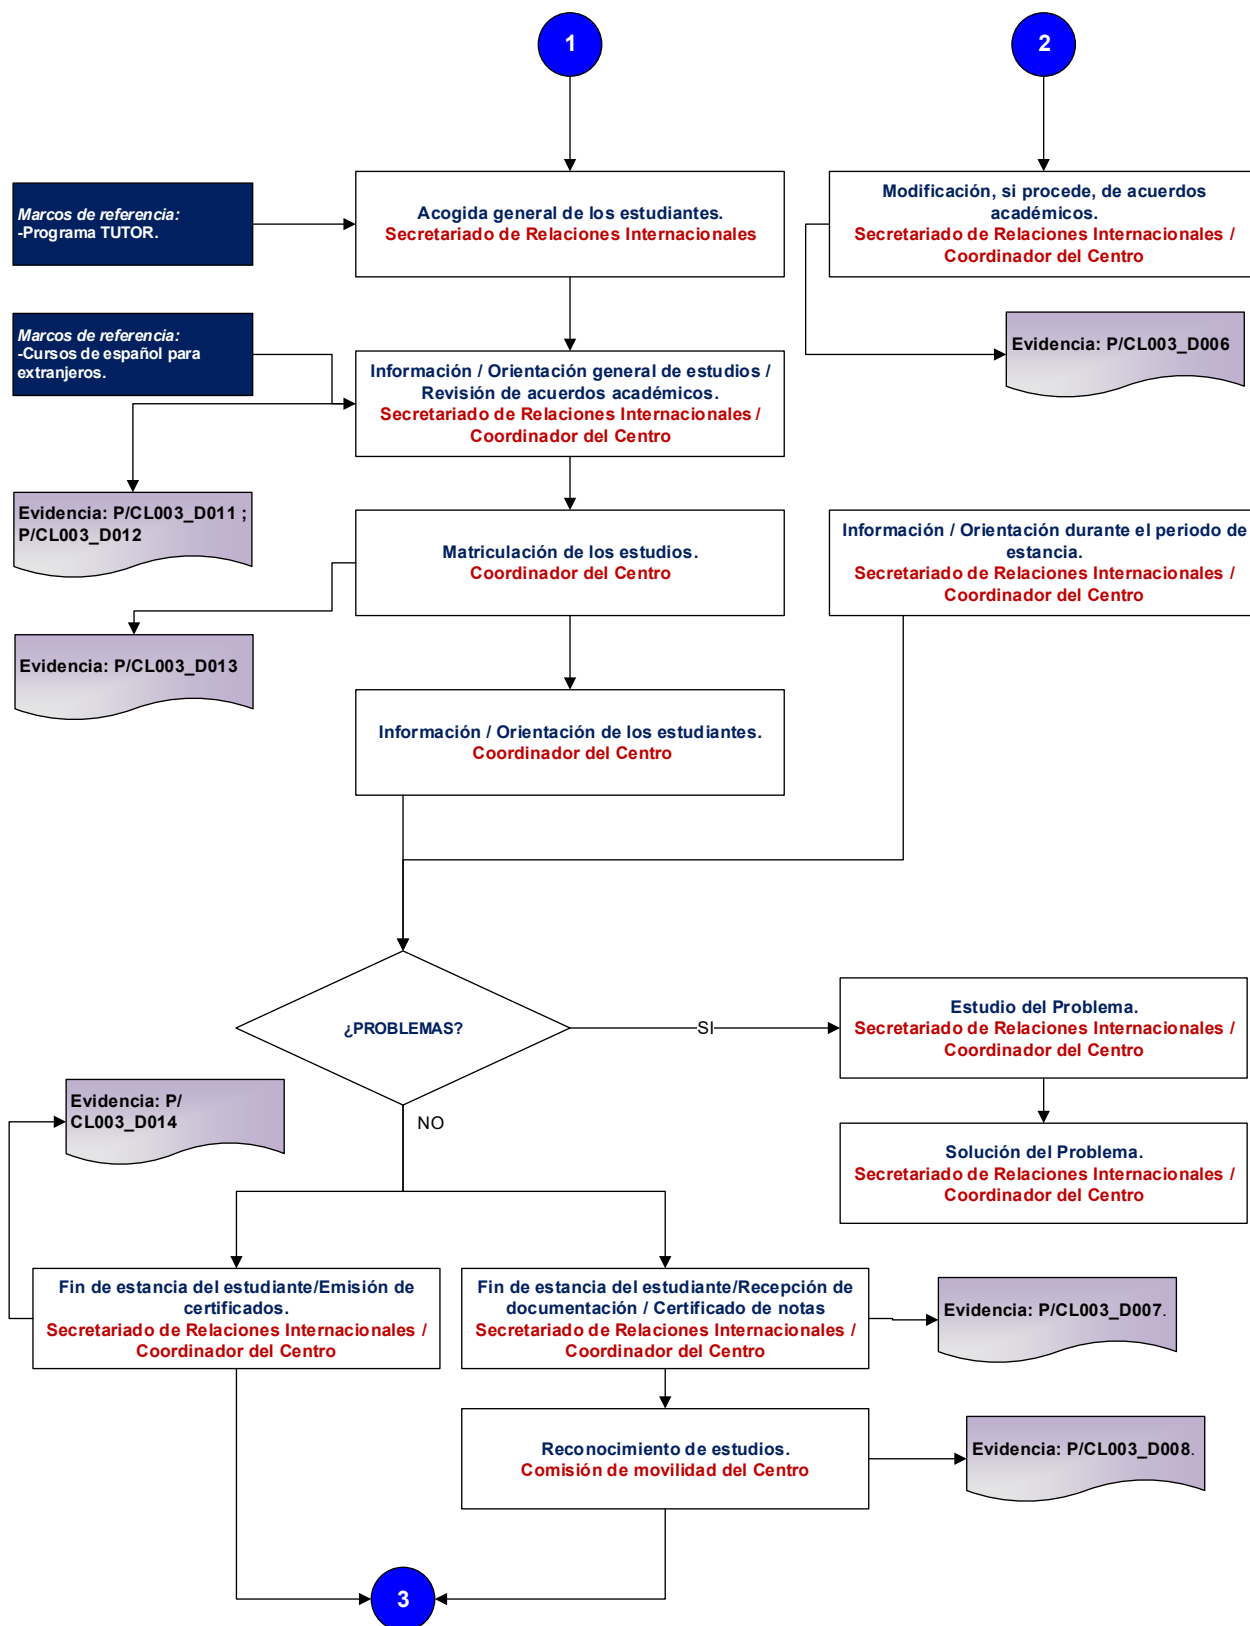 1
2
Marcos de referencia:
-Programa TUTOR.
Acogida general de los estudiantes.
Secretariado de Relaciones Internacionales
Modificación, si procede, de acuerdos
académicos.
Secretariado de Relaciones Internacionales /
Coordinador del Centro
Marcos de referencia:
-Cursos de español para
extranjeros.
Información / Orientación general de estudios /
Revisión de acuerdos académicos.
Secretariado de Relaciones Internacionales /
Coordinador del Centro
Evidencia: P/CL003_D006
Evidencia: P/CL003_D011 ;
P/CL003_D012
Matriculación de los estudios.
Coordinador del Centro
Información / Orientación durante el periodo de
estancia.
Secretariado de Relaciones Internacionales /
Coordinador del Centro
Evidencia: P/CL003_D013
Información / Orientación de los estudiantes.
Coordinador del Centro
¿PROBLEMAS?
SI
Estudio del Problema.
Secretariado de Relaciones Internacionales /
Coordinador del Centro
Evidencia: P/
CL003_D014
NO
Solución del Problema.
Secretariado de Relaciones Internacionales /
Coordinador del Centro
Fin de estancia del estudiante/Emisión de
certificados.
Secretariado de Relaciones Internacionales /
Coordinador del Centro
Fin de estancia del estudiante/Recepción de
documentación / Certificado de notas
Secretariado de Relaciones Internacionales /
Coordinador del Centro
Evidencia: P/CL003_D007.
Reconocimiento de estudios.
Comisión de movilidad del Centro
Evidencia: P/CL003_D008.
3